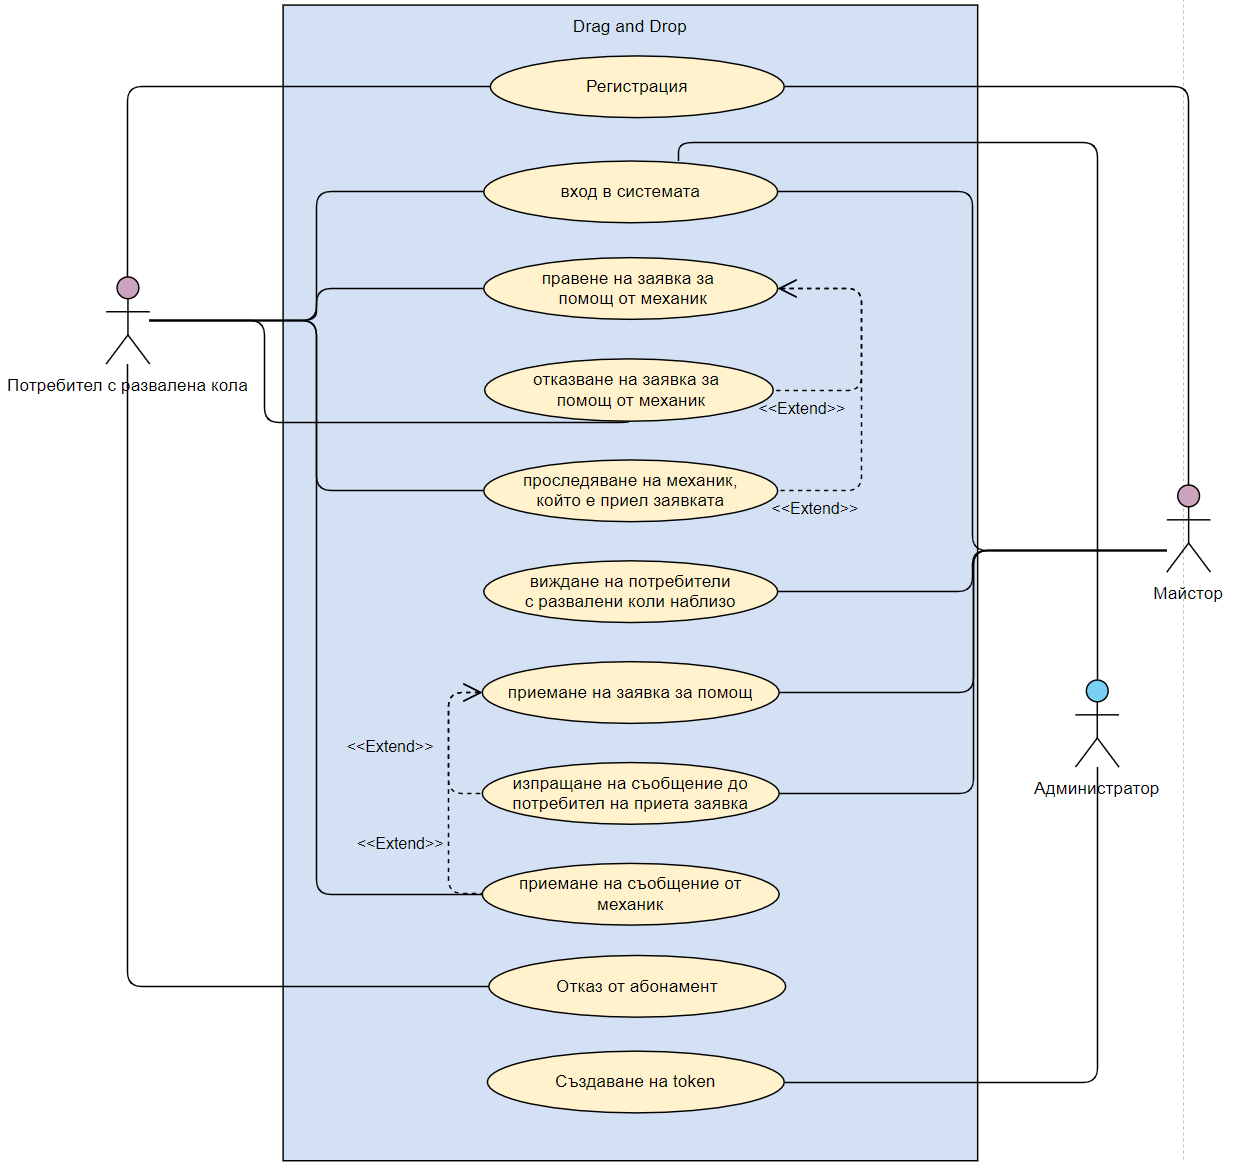 Drag and Drop
Регистрация
вход в системата
правене на заявка за
помощ от механик
Потребител с развалена кола
отказване на заявка за
помощ от механик
<<Extend>>
проследяване на механик,
който е приел заявката
<<Extend>>
виждане на потребители
с развалени коли наблизо
Майстор
приемане на заявка за помощ
<<Extend>>
изпращане на съобщение до
потребител на приета заявка
Администратор
<<Extend>>
приемане на съобщение от
механик
Отказ от абонамент
Създаване на token